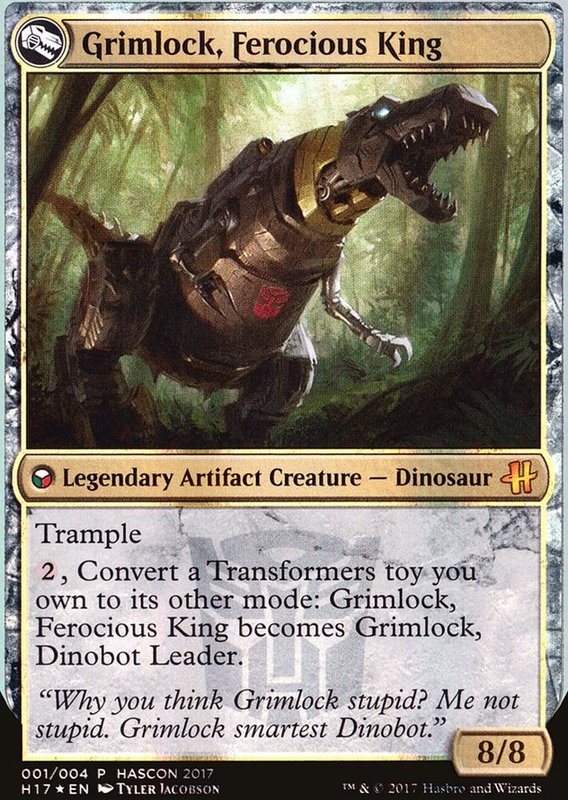 Grimlock, Ferocious King
Legendary Artifact Creature — Dinosaur
Trample
2, Convert a Transformers toy you
own to its other mode: Grimlock,
Ferocious King becomes Grimlock,
Dinobot Leader.
“Why you think Grimlock stupid? Me not
stupid. Grimlock smartest Dinobot.”
8/8
001/004 P HASCON 2017
H17★EN Tyler Jacobson
™ & © 2017 Hasbro and Wizards